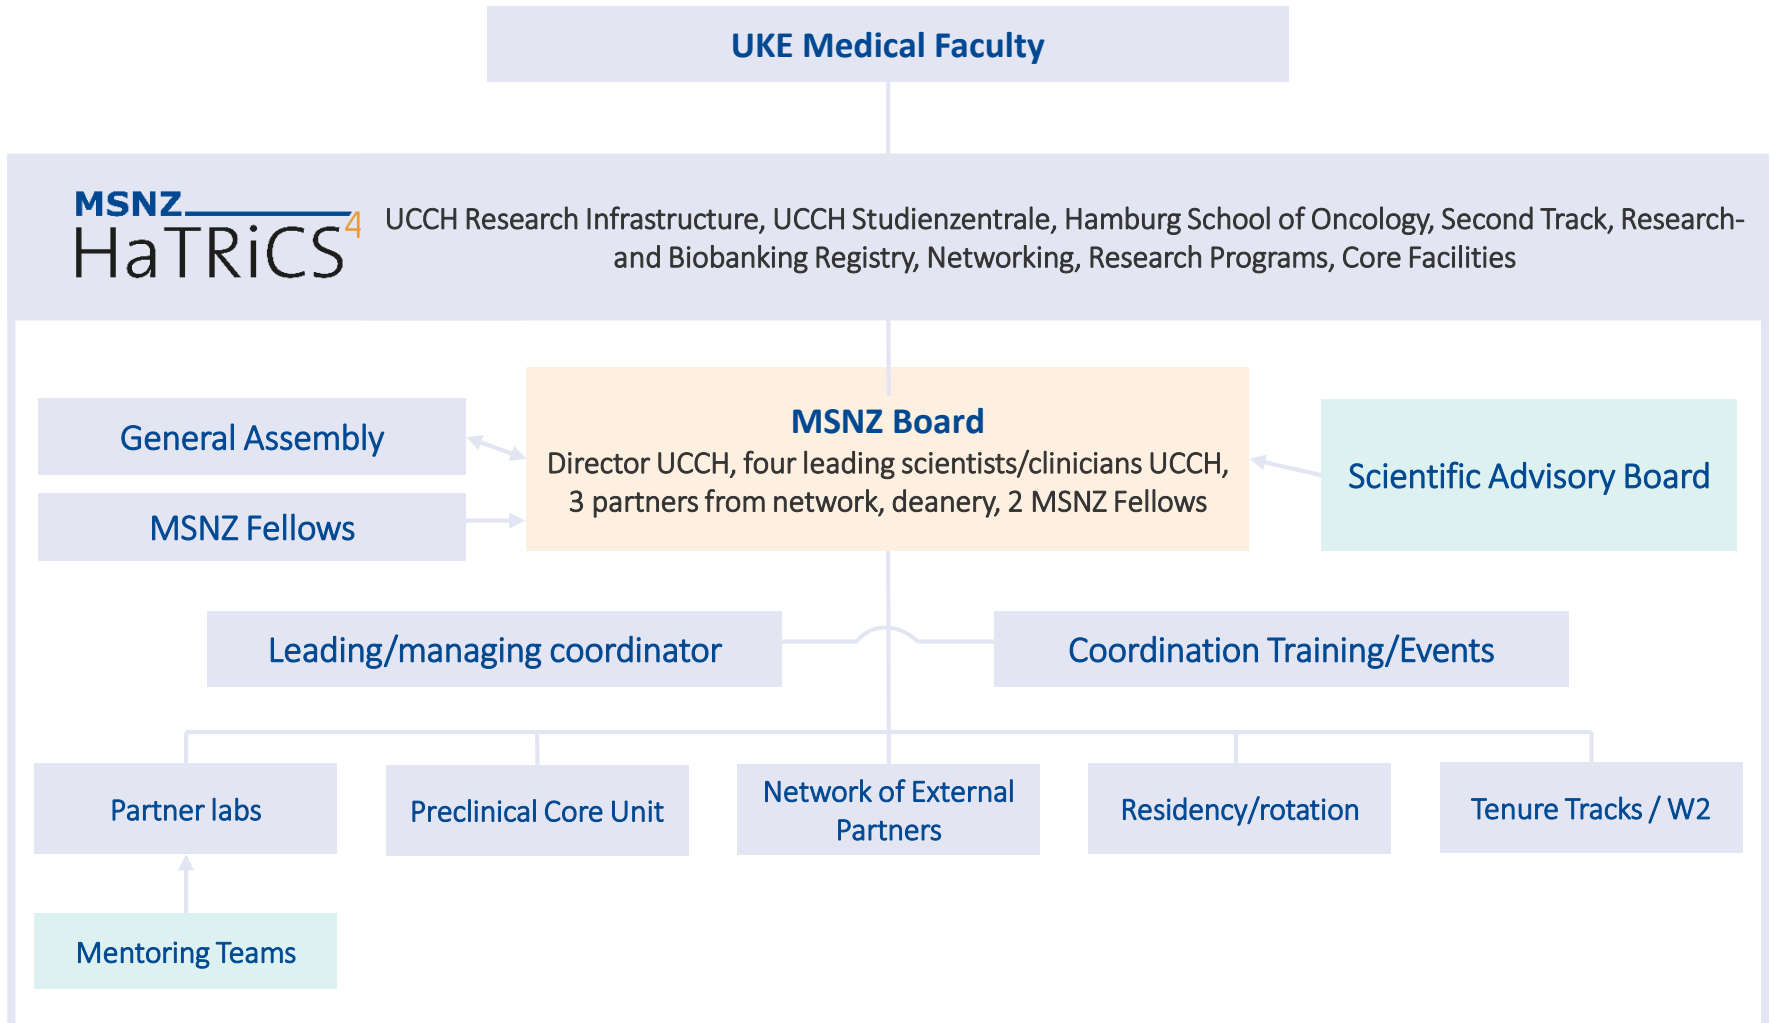 UKE Medical Faculty
MSNZ
HaTRiCS4
UCCH Research Infrastructure, UCCH Studienzentrale, Hamburg School of Oncology, Second Track, Research-
and Biobanking Registry, Networking, Research Programs, Core Facilities
General Assembly
MSNZ Fellows
MSNZ Board
Director UCCH, four leading scientists/clinicians UCCH,
3 partners from network, deanery, 2 MSNZ Fellows
Scientific Advisory Board
Leading/managing coordinator
Coordination Training/Events
Partner labs
Preclinical Core Unit
Network of External
Partners
Residency/rotation
Tenure Tracks / W2
Mentoring Teams